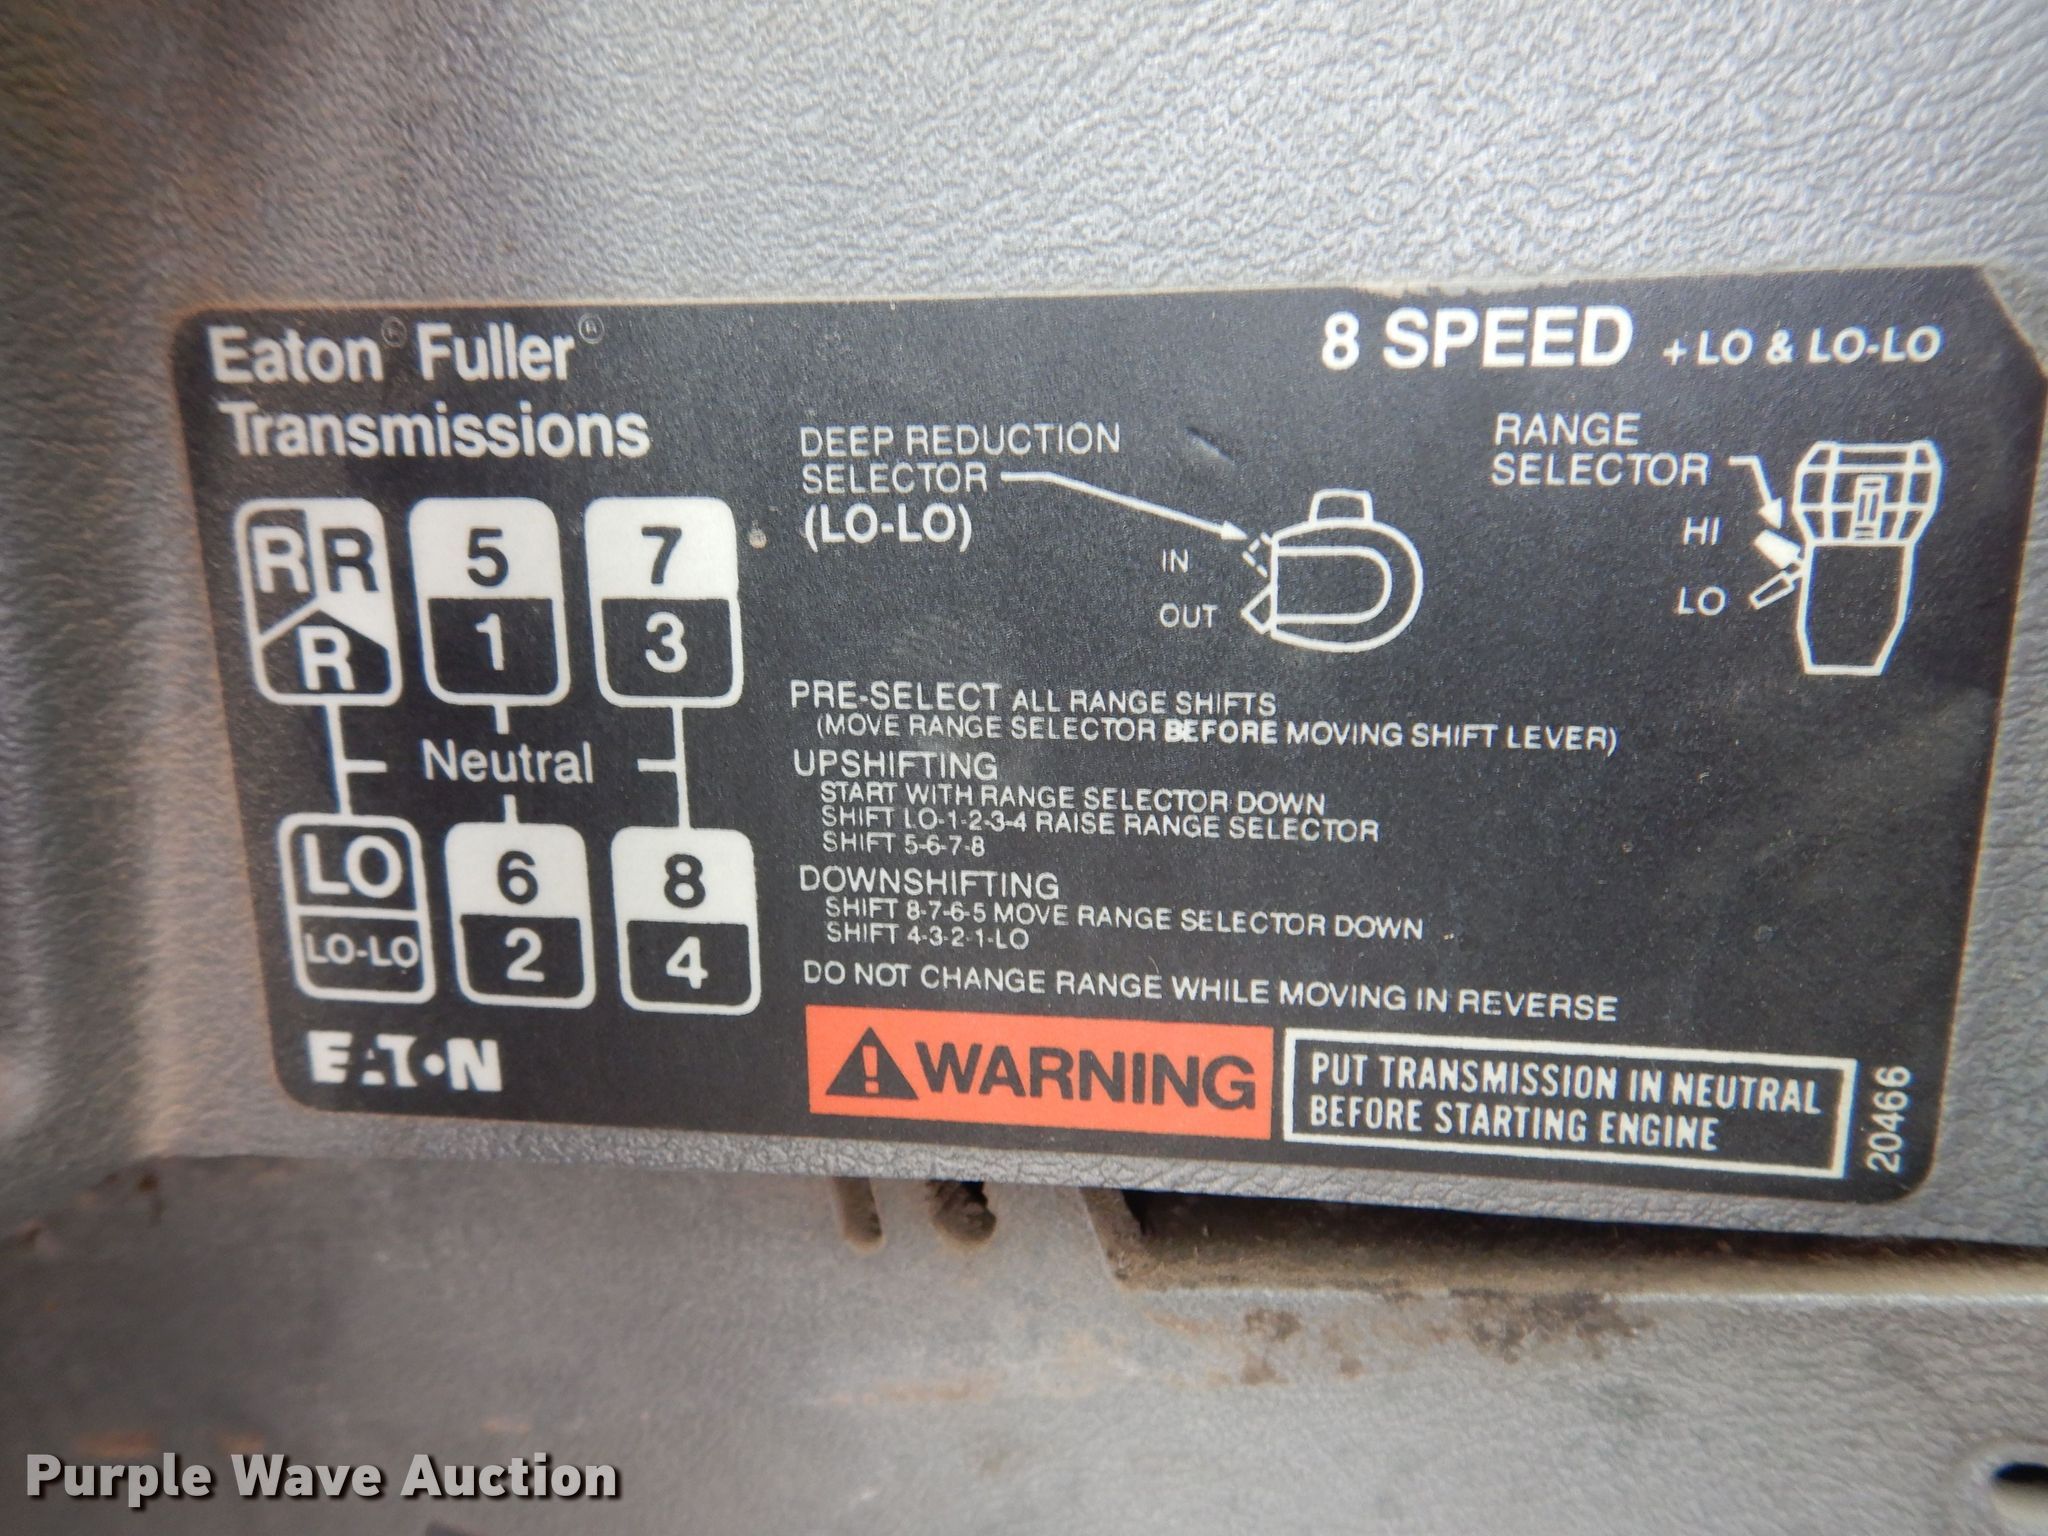 Eaton® Fuller®
Transmissions
8 SPEED + LO & LO-LO
DEEP REDUCTION
SELECTOR
(LO-LO)
IN
OUT
RANGE
SELECTOR
HI
LO
R R 5 7
R 1 3
Neutral
LO 6 8
LO-LO 2 4
PRE-SELECT ALL RANGE SHIFTS
(MOVE RANGE SELECTOR BEFORE MOVING SHIFT LEVER)
UPSHIFTING
START WITH RANGE SELECTOR DOWN
SHIFT LO-1-2-3-4 RAISE RANGE SELECTOR
SHIFT 5-6-7-8
DOWNSHIFTING
SHIFT 8-7-6-5 MOVE RANGE SELECTOR DOWN
SHIFT 4-3-2-1-LO
DO NOT CHANGE RANGE WHILE MOVING IN REVERSE
EATON
WARNING
PUT TRANSMISSION IN NEUTRAL
BEFORE STARTING ENGINE
20466
Purple Wave Auction